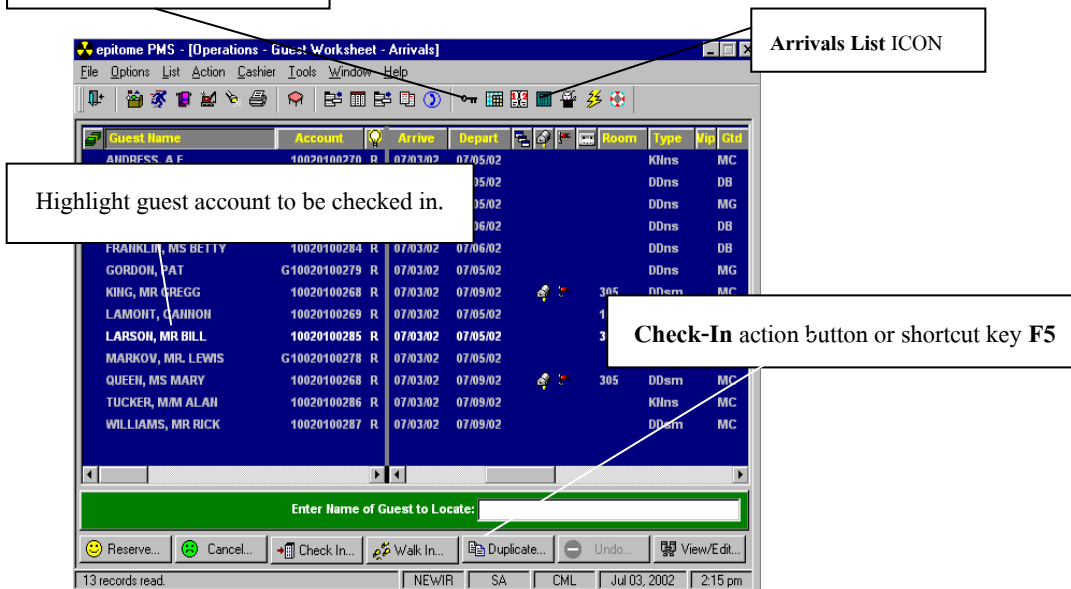 Arrivals List ICON
epitome PMS - [Operations - Guest Worksheet - Arrivals]
File Options List Action Cashier Tools Window Help
Guest Name Account Arrive Depart Room Type Vip Gtd
ANDRESS, A F 10020100270 R 07/03/02 07/05/02 KNns MC
05/02 DDns DB
Highlight guest account to be checked in.
05/02 DDns MG
06/02 DDns DB
FRANKLIN, MS BETTY 10020100284 R 07/03/02 07/06/02 DDns DB
GORDON, PAT G10020100279 R 07/03/02 07/05/02 DDns MG
KING, MR GREGG 10020100268 R 07/03/02 07/09/02 305 DDsm MC
LAMONT, CANNON 10020100269 R 07/03/02 07/05/02 1
Check-In action button or shortcut key F5
LARSON, MR BILL 10020100285 R 07/03/02 07/05/02 3
MARKOV, MR. LEWIS G10020100278 R 07/03/02 07/05/02
QUEEN, MS MARY 10020100268 R 07/03/02 07/09/02 305 DDsm MC
TUCKER, M/M ALAN 10020100286 R 07/03/02 07/09/02 KNns MC
WILLIAMS, MR RICK 10020100287 R 07/03/02 07/09/02 DDsm MC
Enter Name of Guest to Locate:
Reserve... Cancel... Check In... Walk In... Duplicate... Undo... View/Edit...
13 records read. NEWIR SA CML Jul 03, 2002 2:15 pm